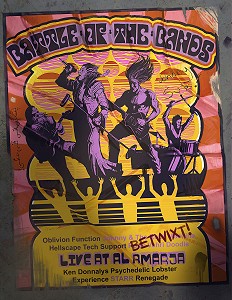 BATTLE OF THE BANDS
Oblivion Function
Hellscape Tech Support
BETWIXT!
LIVE AT AL AMARJA
Ken Donnalys Psychedelic Lobster
Experience STARR Renegade